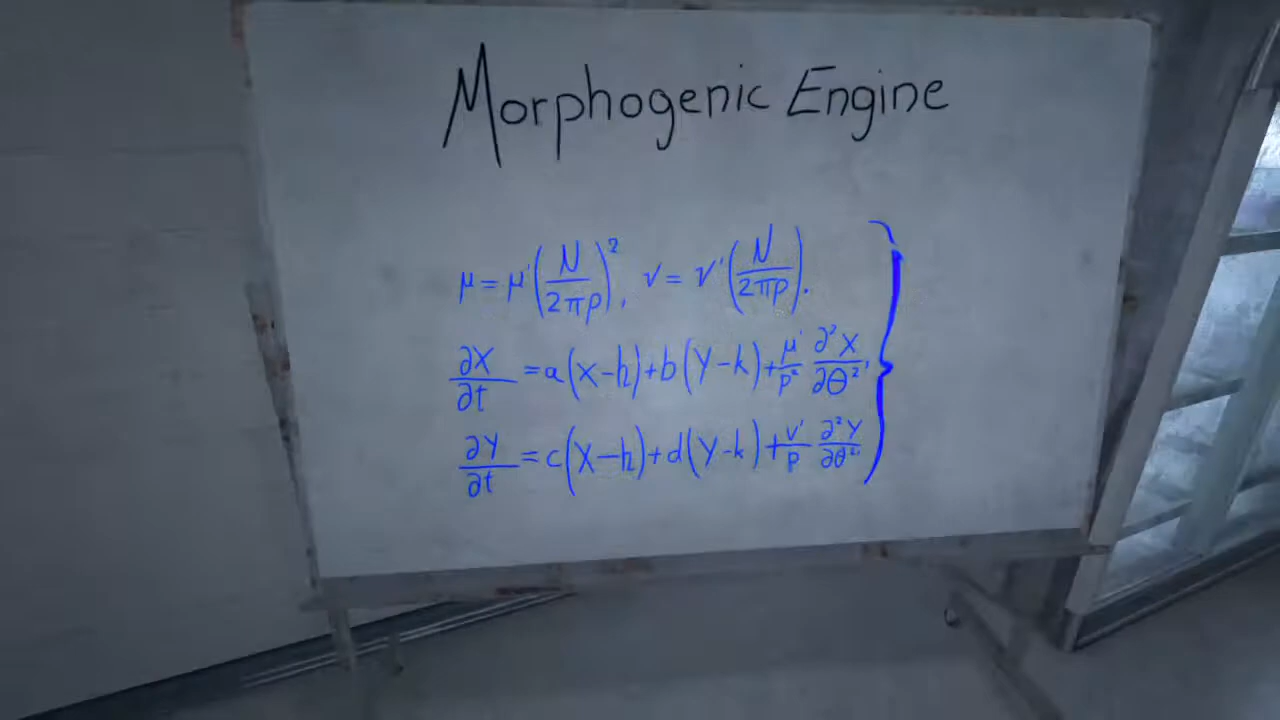 Morphogenic Engine
μ = μ'(N/2πρ)², ν = ν'(N/2πρ).
∂X/∂t = a(X-h)+b(Y-k)+μ'/ρ² ∂²X/∂θ²,
∂Y/∂t = c(X-h)+d(Y-k)+ν'/ρ ∂²Y/∂θ².
}